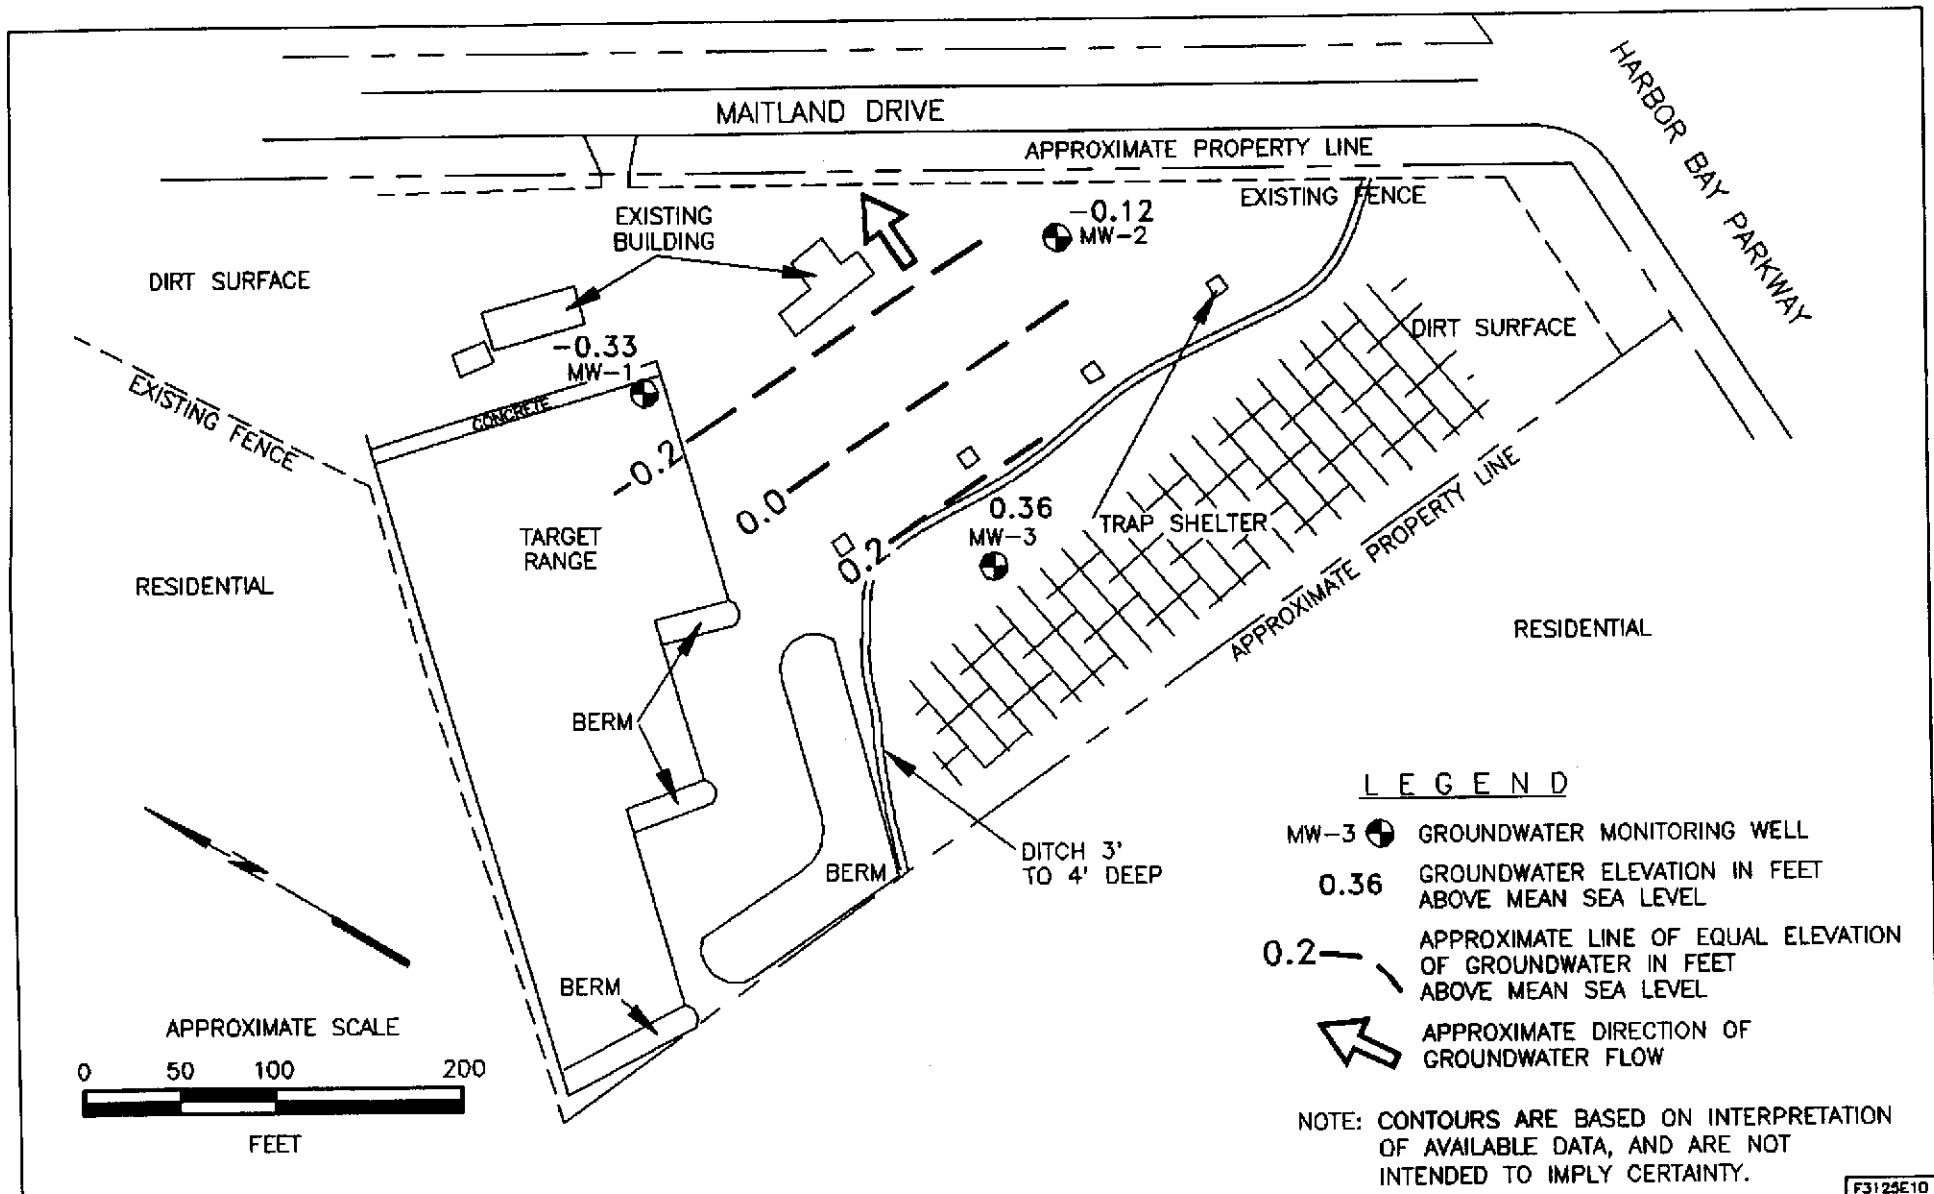 MAITLAND DRIVE
HARBOR BAY PARKWAY
APPROXIMATE PROPERTY LINE
EXISTING FENCE
EXISTING
BUILDING
-0.12
MW-2
DIRT SURFACE
DIRT SURFACE
-0.33
MW-1
EXISTING FENCE
CONCRETE
-0.2
0.0
0.2
0.36
MW-3
TRAP SHELTER
TARGET
RANGE
RESIDENTIAL
APPROXIMATE PROPERTY LINE
RESIDENTIAL
BERM
BERM
DITCH 3'
TO 4' DEEP
BERM
LEGEND
MW-3 GROUNDWATER MONITORING WELL
0.36 GROUNDWATER ELEVATION IN FEET
ABOVE MEAN SEA LEVEL
0.2 APPROXIMATE LINE OF EQUAL ELEVATION
OF GROUNDWATER IN FEET
ABOVE MEAN SEA LEVEL
APPROXIMATE DIRECTION OF
GROUNDWATER FLOW
NOTE: CONTOURS ARE BASED ON INTERPRETATION
OF AVAILABLE DATA, AND ARE NOT
INTENDED TO IMPLY CERTAINTY.
APPROXIMATE SCALE
0 50 100 200
FEET
F3125E10